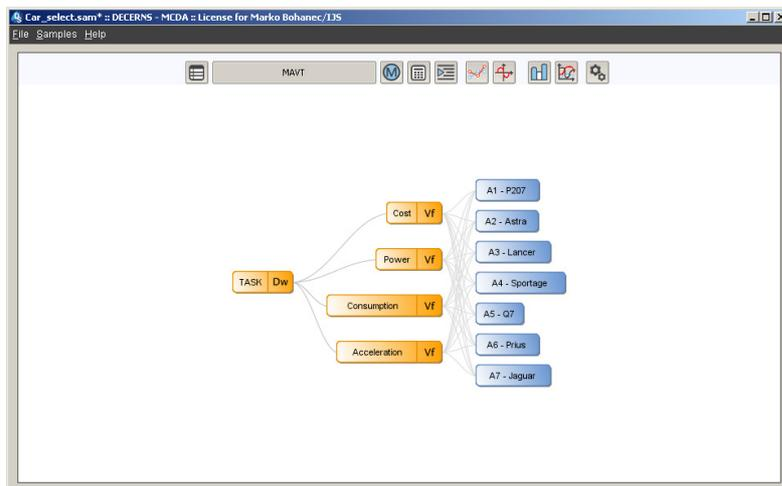 Car_select.sam* :: DECERNS - MCDA :: License for Marko Bohanec/IJS
File Samples Help
MAVT
M
A1 - P207
Cost Vf
A2 - Astra
A3 - Lancer
Power Vf
TASK Dw
A4 - Sportage
Consumption Vf
A5 - Q7
A6 - Prius
Acceleration Vf
A7 - Jaguar